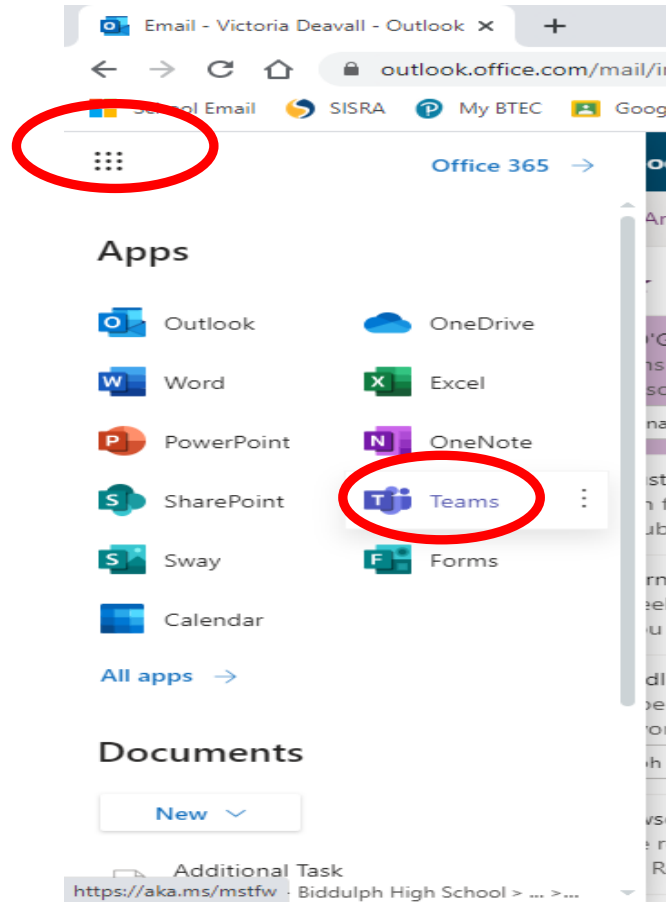 Email - Victoria Deavall - Outlook
outlook.office.com/mail/i
School Email SISRA My BTEC Goog
Office 365
Apps
Outlook OneDrive
Word Excel
PowerPoint OneNote
SharePoint Teams
Sway Forms
Calendar
All apps
Documents
New
Additional Task
https://aka.ms/mstfw - Biddulph High School > ... >...